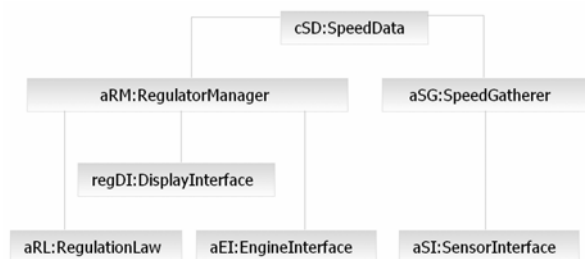 cSD:SpeedData
aRM:RegulatorManager
aSG:SpeedGatherer
regDI:DisplayInterface
aRL:RegulationLaw
aEI:EngineInterface
aSI:SensorInterface